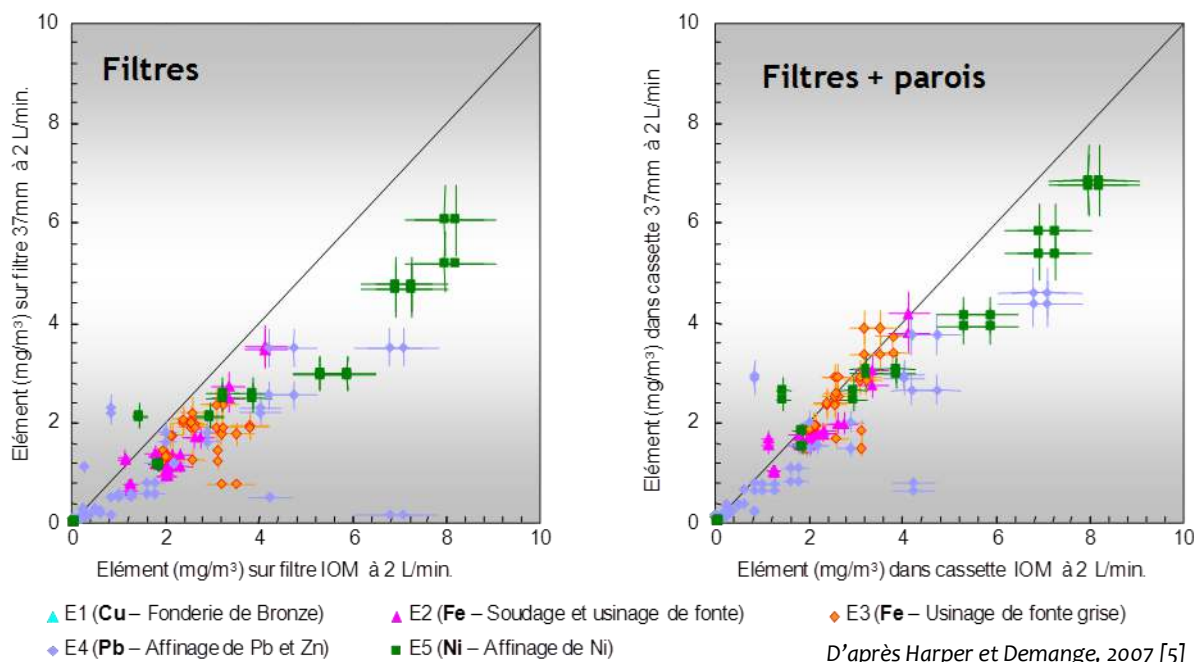 Filtres
10
8
6
4
2
0
0 2 4 6 8 10
Elément (mg/m³) sur filtre 37mm à 2 L/min.
Elément (mg/m³) sur filtre IOM à 2 L/min.
Filtres + parois
10
8
6
4
2
0
0 2 4 6 8 10
Elément (mg/m³) dans cassette 37mm à 2 L/min
Elément (mg/m³) dans cassette IOM à 2 L/min.
E1 (Cu – Fonderie de Bronze) E2 (Fe – Soudage et usinage de fonte) E3 (Fe – Usinage de fonte grise)
E4 (Pb – Affinage de Pb et Zn) E5 (Ni – Affinage de Ni)
D'après Harper et Demange, 2007 [5]